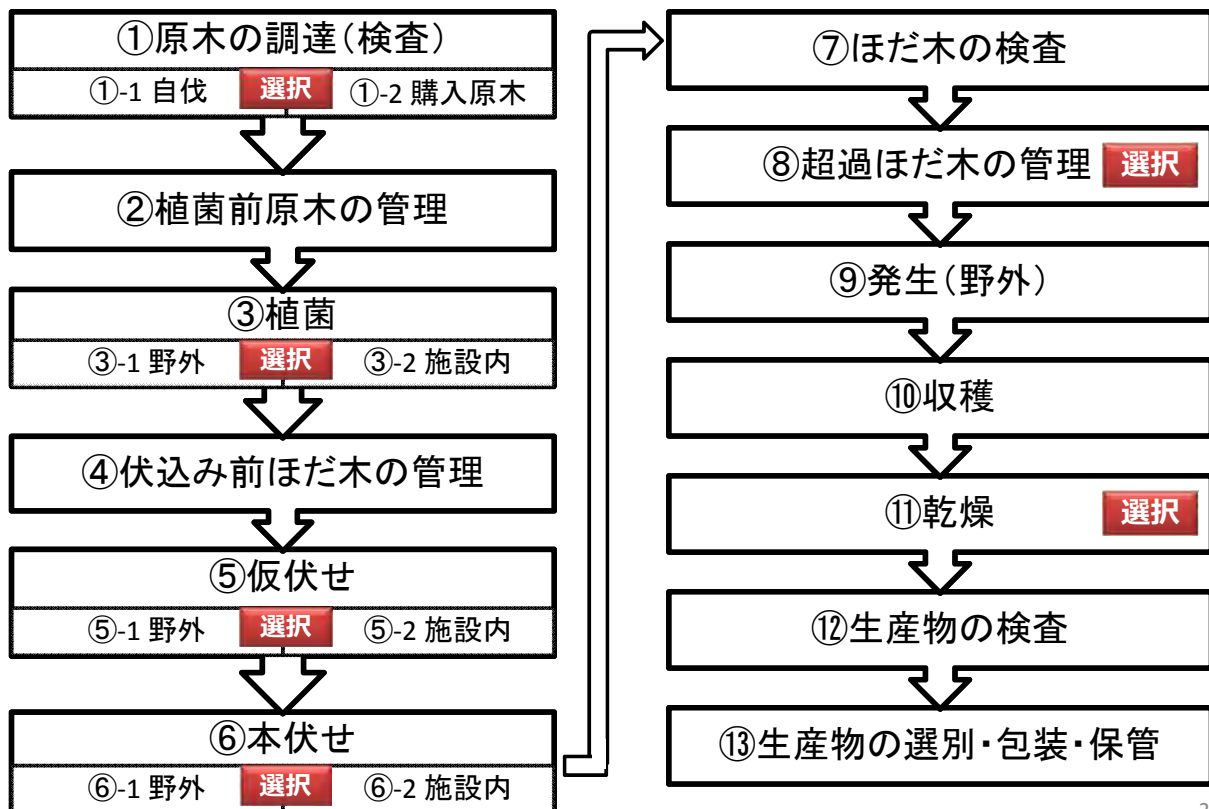 ①原木の調達（検査）
①-1 自伐 選択 ①-2 購入原木
②植菌前原木の管理
③植菌
③-1 野外 選択 ③-2 施設内
④伏込み前ほだ木の管理
⑤仮伏せ
⑤-1 野外 選択 ⑤-2 施設内
⑥本伏せ
⑥-1 野外 選択 ⑥-2 施設内
⑦ほだ木の検査
⑧超過ほだ木の管理 選択
⑨発生（野外）
⑩収穫
⑪乾燥 選択
⑫生産物の検査
⑬生産物の選別・包装・保管